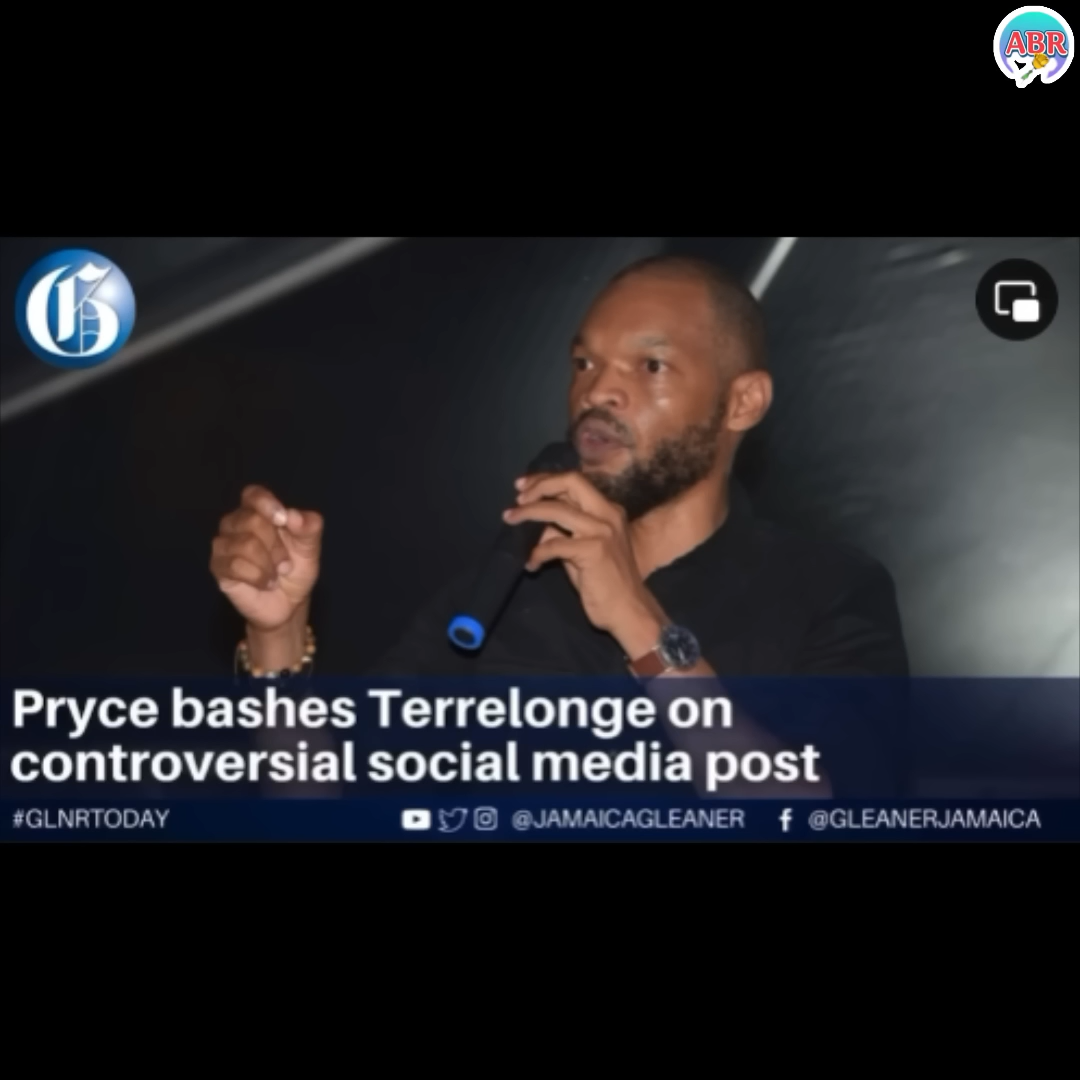 ABR
G
Pryce bashes Terrelonge on
controversial social media post
#GLNRTODAY @JAMAICAGLEANER f @GLEANERJAMAICA